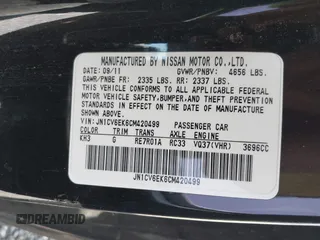 MANUFACTURED BY NISSAN MOTOR CO.,LTD.
DATE: 09/11 GVWR/PNBV: 4656 LBS.
GAWR/PNBE FR: 2335 LBS. RR: 2337 LBS.
THIS VEHICLE CONFORMS TO ALL APPLICABLE FEDERAL MOTOR
VEHICLE SAFETY,BUMPER,AND THEFT PREVENTION
STANDARDS IN EFFECT ON THE DATE OF MANUFACTURE
SHOWN ABOVE.
VIN: JN1CV6EK6CM420499 PASSENGER CAR
COLOR TRIM TRANS AXLE ENGINE
KH3 G RE7R01A RC33 VQ37(VHR) 3696CC
JN1CV6EK6CM420499
DREAMBID